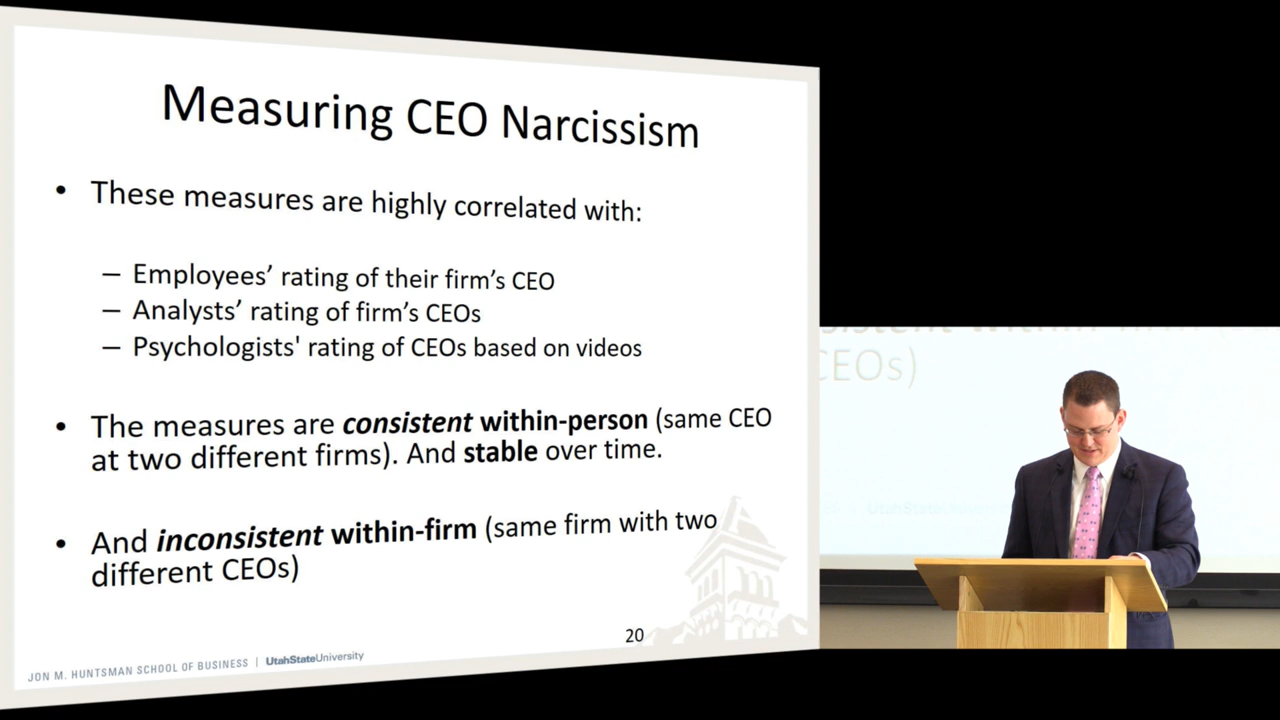 Measuring CEO Narcissism
• These measures are highly correlated with:
– Employees’ rating of their firm’s CEO
– Analysts’ rating of firm’s CEOs
– Psychologists' rating of CEOs based on videos
• The measures are consistent within-person (same CEO
at two different firms). And stable over time.
• And inconsistent within-firm (same firm with two
different CEOs)
20
JON M. HUNTSMAN SCHOOL OF BUSINESS | UtahStateUniversity
CEOs)